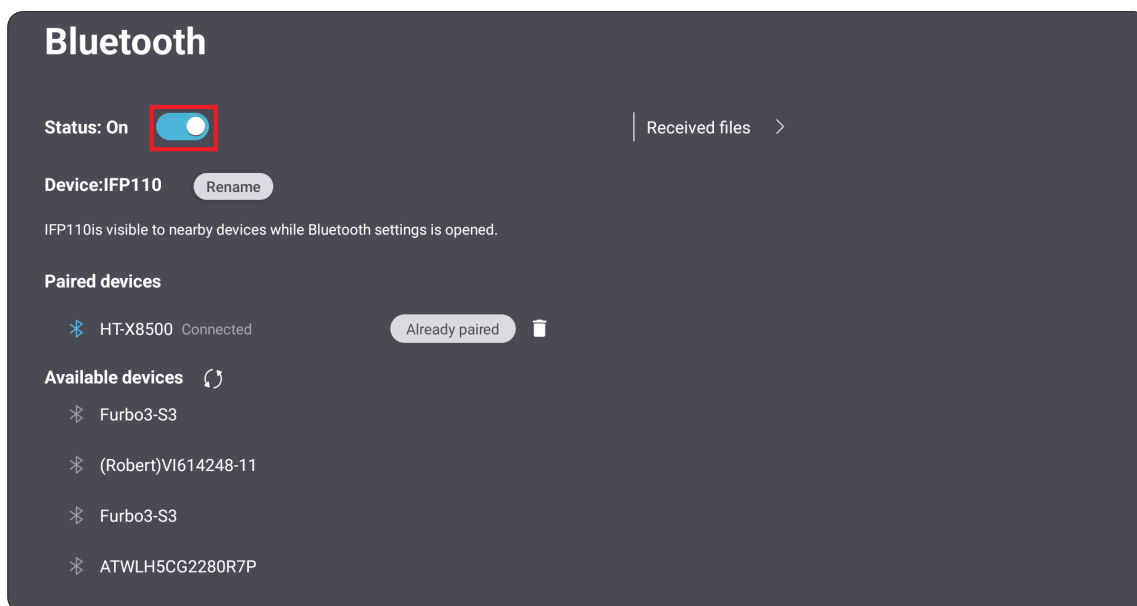 Bluetooth
Status: On
Received files
Device:IFP110 Rename
IFP110is visible to nearby devices while Bluetooth settings is opened.
Paired devices
HT-X8500 Connected Already paired
Available devices
Furbo3-S3
(Robert)VI614248-11
Furbo3-S3
ATWLH5CG2280R7P